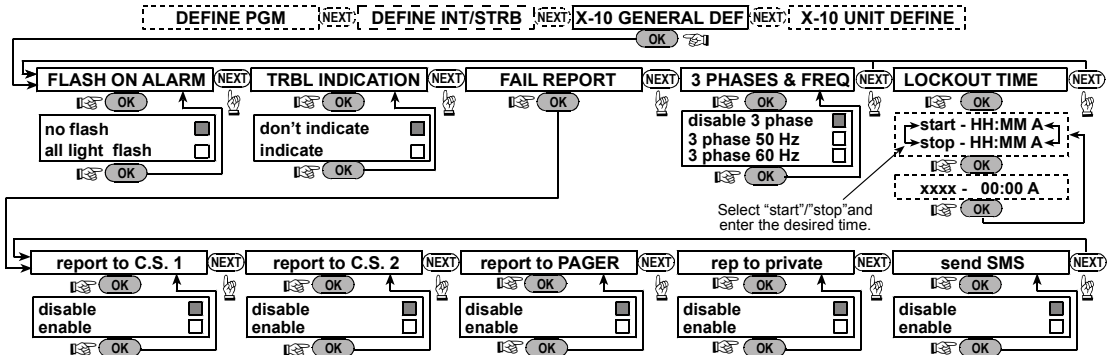 DEFINE PGM NEXT DEFINE INT/STRB NEXT X-10 GENERAL DEF NEXT X-10 UNIT DEFINE
OK
FLASH ON ALARM NEXT TRBL INDICATION NEXT FAIL REPORT NEXT 3 PHASES & FREQ NEXT LOCKOUT TIME NEXT
OK OK OK OK OK
no flash
all light flash
OK
don't indicate
indicate
OK
disable 3 phase
3 phase 50 Hz
3 phase 60 Hz
OK
start - HH:MM A
stop - HH:MM A
OK
xxxx - 00:00 A
OK
Select “start”/”stop”and
enter the desired time.
report to C.S. 1 NEXT report to C.S. 2 NEXT report to PAGER NEXT rep to private NEXT send SMS NEXT
OK OK OK OK OK
disable disable disable disable disable
enable enable enable enable enable
OK OK OK OK OK